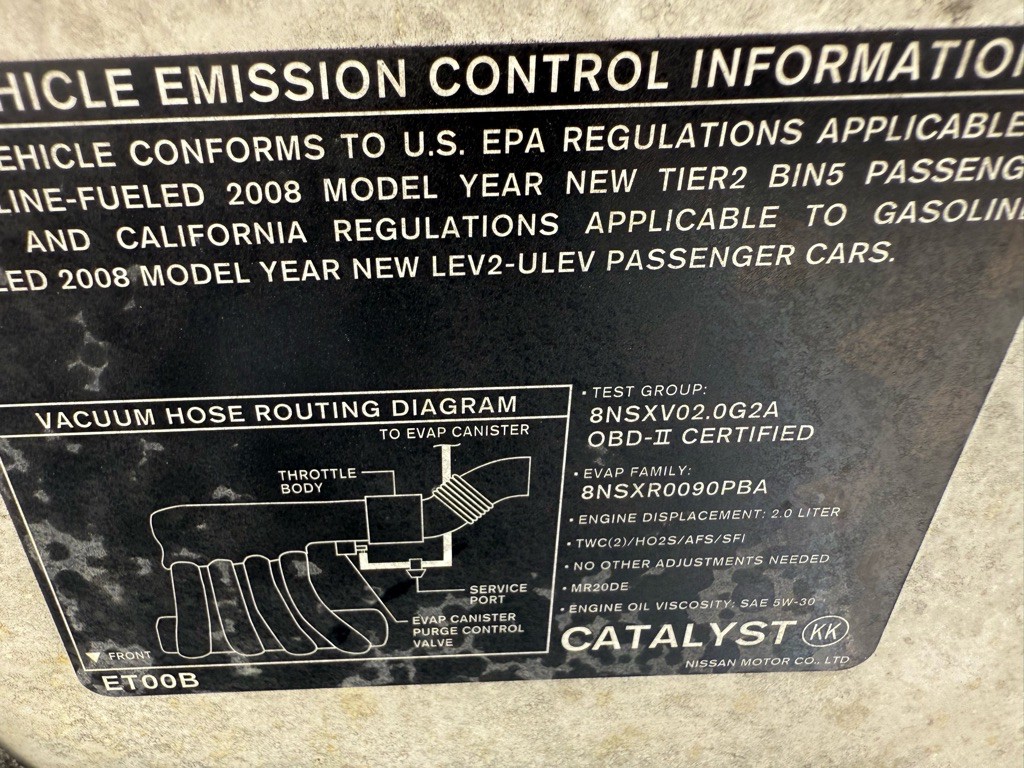 HICLE EMISSION CONTROL INFORMATION
EHICLE CONFORMS TO U.S. EPA REGULATIONS APPLICABLE
LINE-FUELED 2008 MODEL YEAR NEW TIER2 BIN5 PASSENG
AND CALIFORNIA REGULATIONS APPLICABLE TO GASOLINE
LED 2008 MODEL YEAR NEW LEV2-ULEV PASSENGER CARS.
VACUUM HOSE ROUTING DIAGRAM
TO EVAP CANISTER
THROTTLE
BODY
SERVICE
PORT
EVAP CANISTER
PURGE CONTROL
VALVE
▼ FRONT
ET00B
• TEST GROUP:
8NSXV02.0G2A
OBD-II CERTIFIED
• EVAP FAMILY:
8NSXR0090PBA
• ENGINE DISPLACEMENT: 2.0 LITER
• TWC(2)/HO2S/AFS/SFI
• NO OTHER ADJUSTMENTS NEEDED
• MR20DE
• ENGINE OIL VISCOSITY: SAE 5W-30
CATALYST KK
NISSAN MOTOR CO., LTD